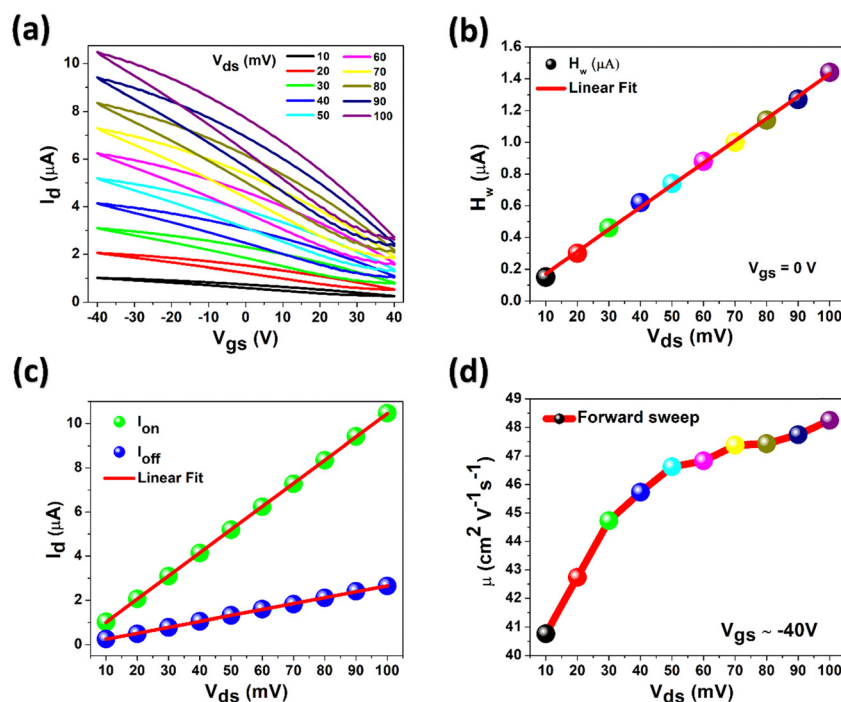 (a)
V_ds (mV)
10 60
20 70
30 80
40 90
50 100
10
8
6
4
2
0
I_d (μA)
-40 -30 -20 -10 0 10 20 30 40
V_gs (V)
(b)
H_w (μA)
Linear Fit
1.6
1.4
1.2
1.0
0.8
0.6
0.4
0.2
0.0
H_w (μA)
V_gs = 0 V
10 20 30 40 50 60 70 80 90 100
V_ds (mV)
(c)
I_on
I_off
Linear Fit
10
8
6
4
2
0
I_d (μA)
10 20 30 40 50 60 70 80 90 100
V_ds (mV)
(d)
Forward sweep
49
48
47
46
45
44
43
42
41
40
μ (cm² V⁻¹s⁻¹)
V_gs ~ -40V
10 20 30 40 50 60 70 80 90 100
V_ds (mV)